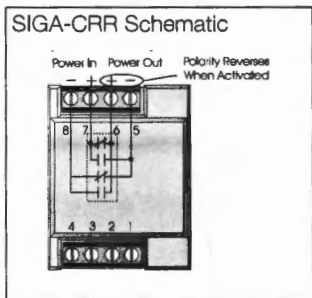 SIGA-CRR Schematic
Power In Power Out Polarity Reverses
When Activated
− + + −
8 7 6 5
4 3 2 1